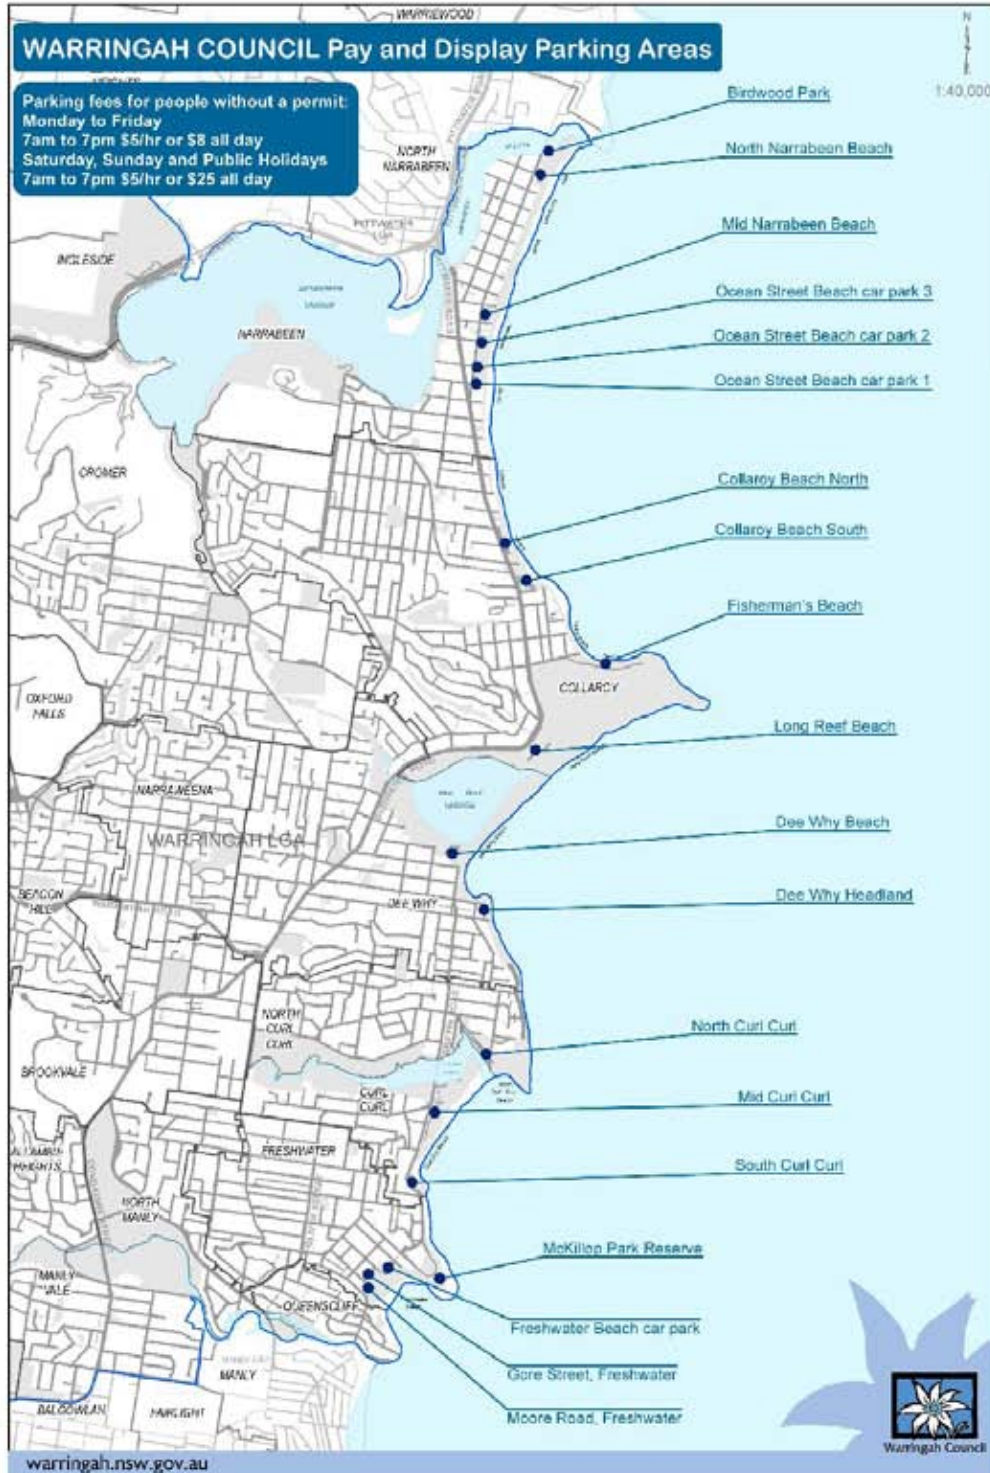 WARRIEWOOD
WARRINGAH COUNCIL Pay and Display Parking Areas
N
1:40,000
Parking fees for people without a permit:
Monday to Friday
7am to 7pm $5/hr or $8 all day
Saturday, Sunday and Public Holidays
7am to 7pm $5/hr or $25 all day
Birdwood Park
NORTH
NARRABEEN
North Narrabeen Beach
PITTWATER
LGA
Mid Narrabeen Beach
INGLESIDE
Ocean Street Beach car park 3
NARRABEEN
Ocean Street Beach car park 2
Ocean Street Beach car park 1
CROMER
Collaroy Beach North
Collaroy Beach South
Fisherman's Beach
COLLAROY
OXFORD
FALLS
Long Reef Beach
NARRAWEENA
WARRINGAH LGA
Dee Why Beach
BEACON
HILL
DEE WHY
Dee Why Headland
NORTH
CURL
CURL
North Curl Curl
BROOKVALE
CURL
CURL
Mid Curl Curl
FRESHWATER
HEIGHTS
South Curl Curl
NORTH
MANLY
McKillop Park Reserve
MANLY
VALE
QUEENSCLIFF
Freshwater Beach car park
Gore Street, Freshwater
MANLY
Moore Road, Freshwater
BALGOWLAH
FAIRLIGHT
Warringah Council
warringah.nsw.gov.au